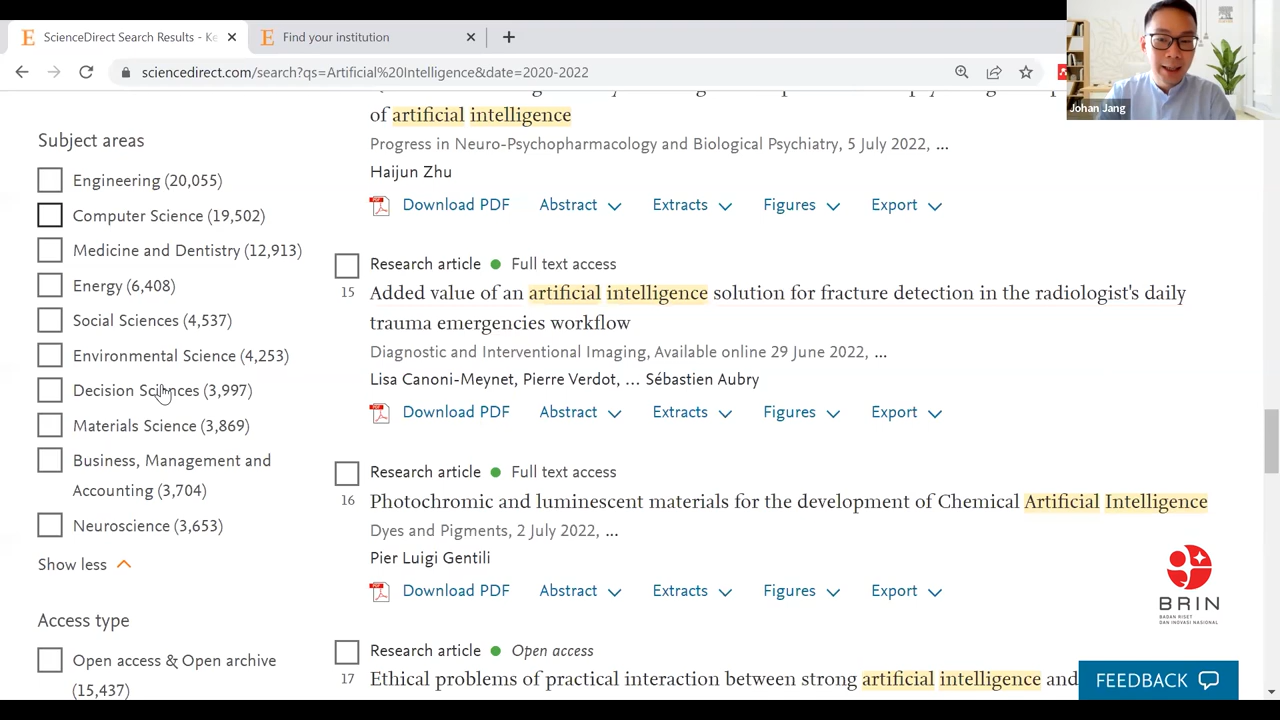 ScienceDirect Search Results - Ke
Find your institution
sciencedirect.com/search?qs=Artificial%20Intelligence&date=2020-2022
Johan Jang
Subject areas
Engineering (20,055)
Computer Science (19,502)
Medicine and Dentistry (12,913)
Energy (6,408)
Social Sciences (4,537)
Environmental Science (4,253)
Decision Sciences (3,997)
Materials Science (3,869)
Business, Management and
Accounting (3,704)
Neuroscience (3,653)
Show less
Access type
Open access & Open archive
(15,437)
of artificial intelligence
Progress in Neuro-Psychopharmacology and Biological Psychiatry, 5 July 2022, ...
Haijun Zhu
Download PDF Abstract Extracts Figures Export
Research article Full text access
15 Added value of an artificial intelligence solution for fracture detection in the radiologist's daily
trauma emergencies workflow
Diagnostic and Interventional Imaging, Available online 29 June 2022, ...
Lisa Canoni-Meynet, Pierre Verdot, … Sébastien Aubry
Download PDF Abstract Extracts Figures Export
Research article Full text access
16 Photochromic and luminescent materials for the development of Chemical Artificial Intelligence
Dyes and Pigments, 2 July 2022, ...
Pier Luigi Gentili
Download PDF Abstract Extracts Figures Export
Research article Open access
17 Ethical problems of practical interaction between strong artificial intelligence and
BRIN
BADAN RISET
DAN INOVASI NASIONAL
FEEDBACK